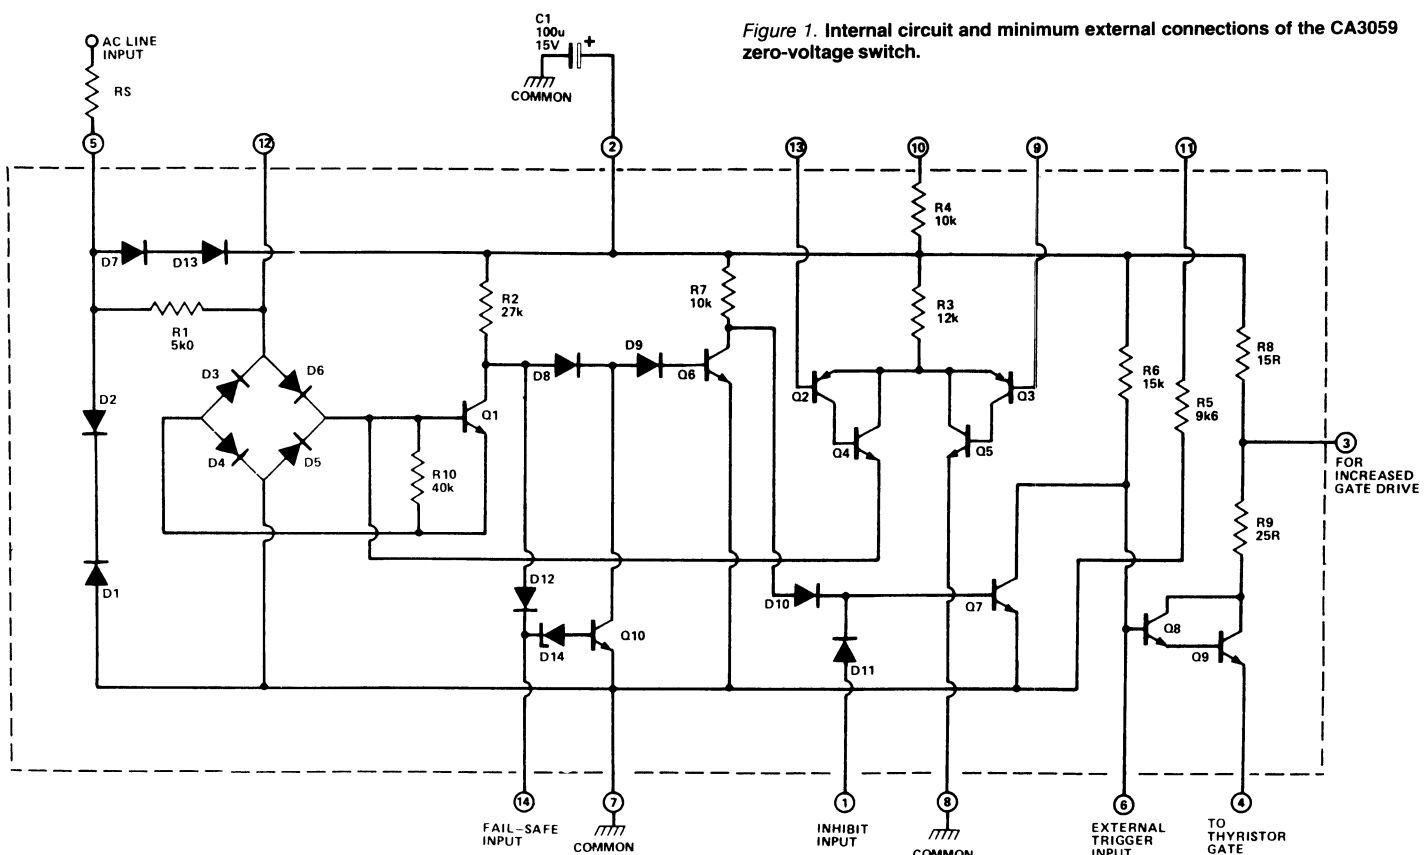 Figure 1. Internal circuit and minimum external connections of the CA3059
zero-voltage switch.
AC LINE
INPUT
RS
C1
100u
15V
+
COMMON
5
12
2
13
10
9
11
R4
10k
D7
D13
R1
5k0
R2
27k
R7
10k
R3
12k
R8
15R
R6
15k
R5
9k6
D3
D6
D2
D4
D5
D8
D9
Q6
Q1
Q2
Q3
Q4
Q5
R10
40k
3
FOR
INCREASED
GATE DRIVE
R9
25R
D1
D12
D14
Q10
D10
Q7
D11
Q8
Q9
14
7
1
8
6
4
FAIL-SAFE
INPUT
COMMON
INHIBIT
INPUT
COMMON
EXTERNAL
TRIGGER
INPUT
TO
THYRISTOR
GATE